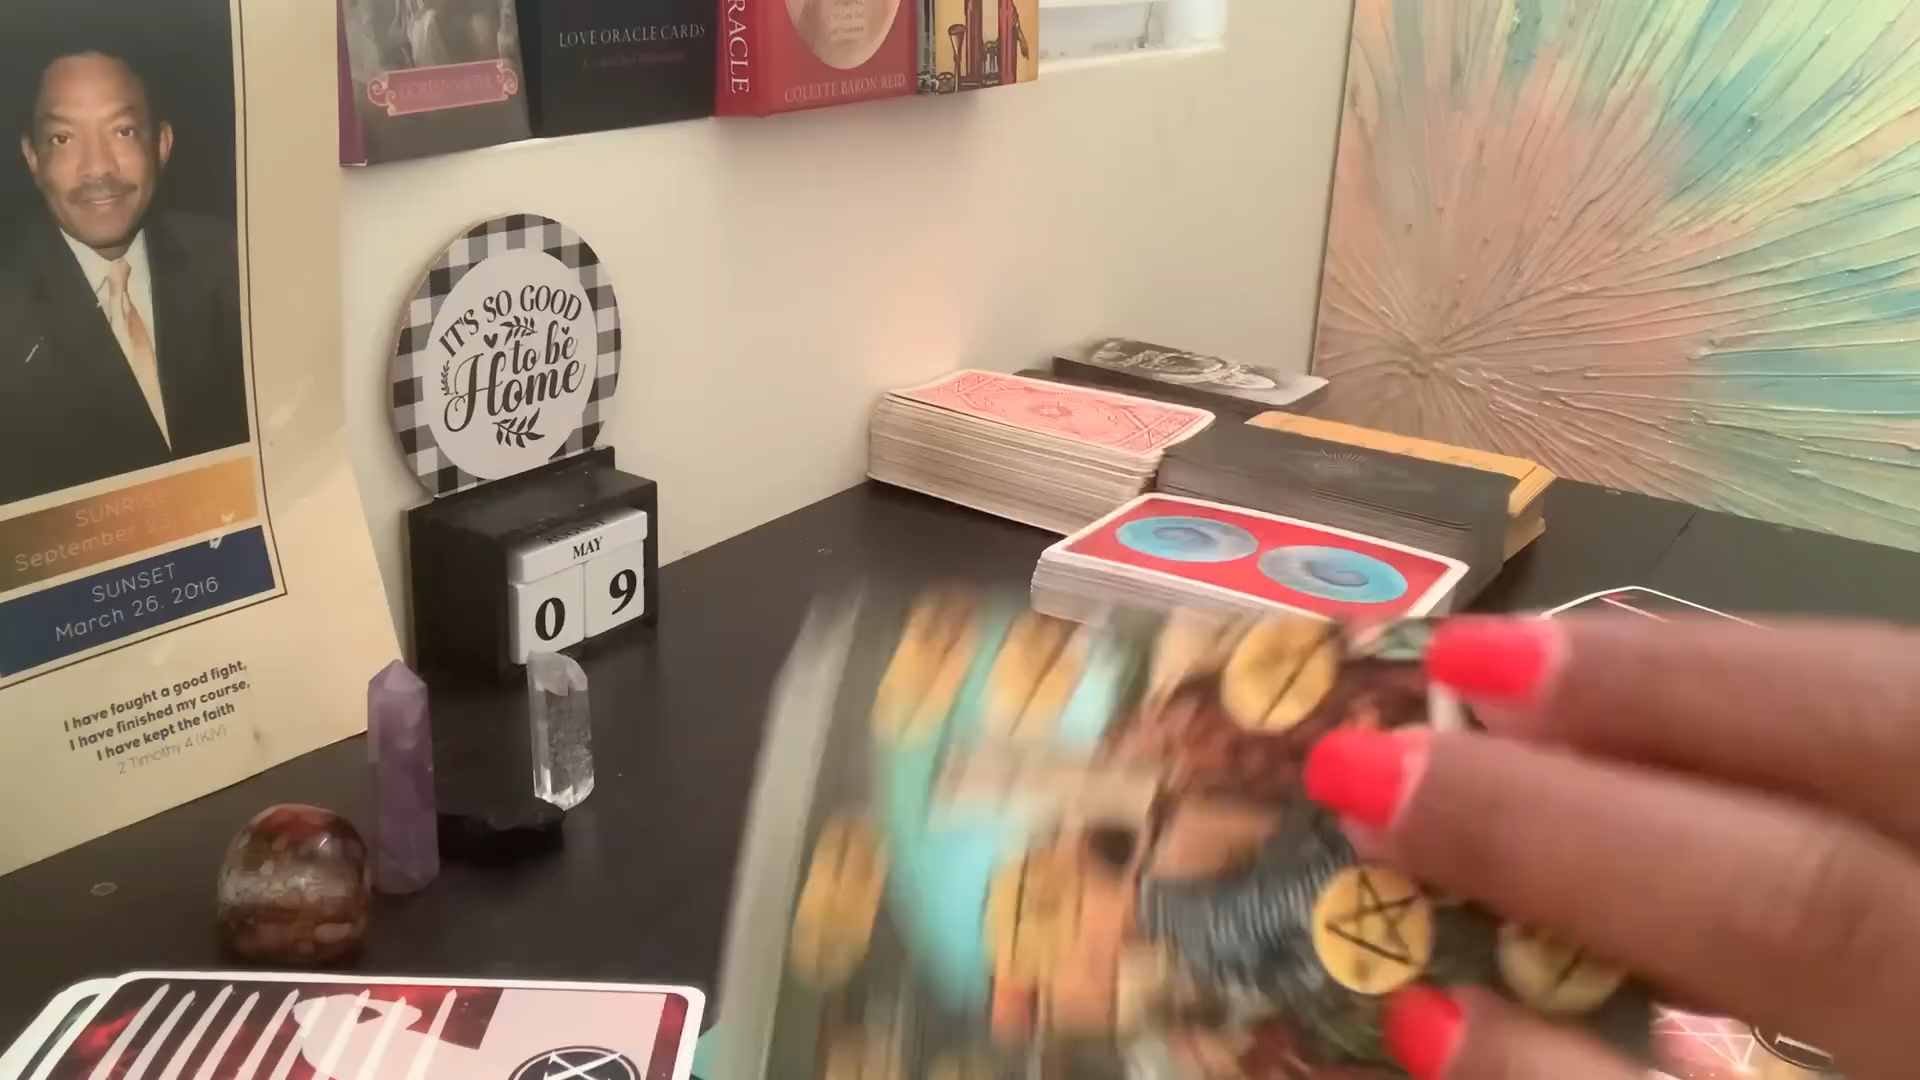 LOVE ORACLE CARDS
ORACLE
COLETTE BARON-REID
IT'S SO GOOD
to be
Home
MAY
0 9
SUNRISE
September 23,
SUNSET
March 26, 2016
I have fought a good fight,
I have finished my course,
I have kept the faith
2 Timothy 4 (KJV)